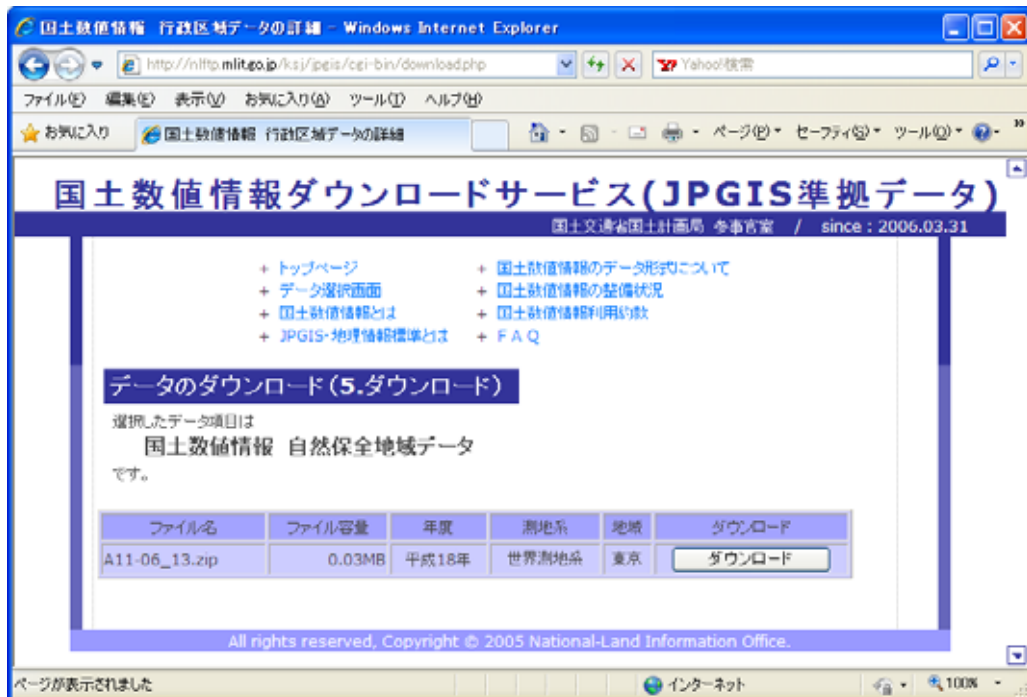 国土数値情報 行政区域データの詳細 - Windows Internet Explorer
http://nlftp.mlit.go.jp/ksj/jpgis/cgi-bin/download.php
Yahoo!検索
ファイル(F) 編集(E) 表示(V) お気に入り(A) ツール(T) ヘルプ(H)
お気に入り 国土数値情報 行政区域データの詳細 ページ(P) セーフティ(S) ツール(O)
国土数値情報ダウンロードサービス(JPGIS準拠データ)
国土交通省国土計画局 参事官室 / since : 2006.03.31
+ トップページ + 国土数値情報のデータ形式について
+ データ選択画面 + 国土数値情報の整備状況
+ 国土数値情報とは + 国土数値情報利用約款
+ JPGIS・地理情報標準とは + F A Q
データのダウンロード(5.ダウンロード)
選択したデータ項目は
国土数値情報 自然保全地域データ
です。
ファイル名 ファイル容量 年度 測地系 地域 ダウンロード
A11-06_13.zip 0.03MB 平成18年 世界測地系 東京 ダウンロード
All rights reserved, Copyright © 2005 National-Land Information Office.
ページが表示されました インターネット 100%